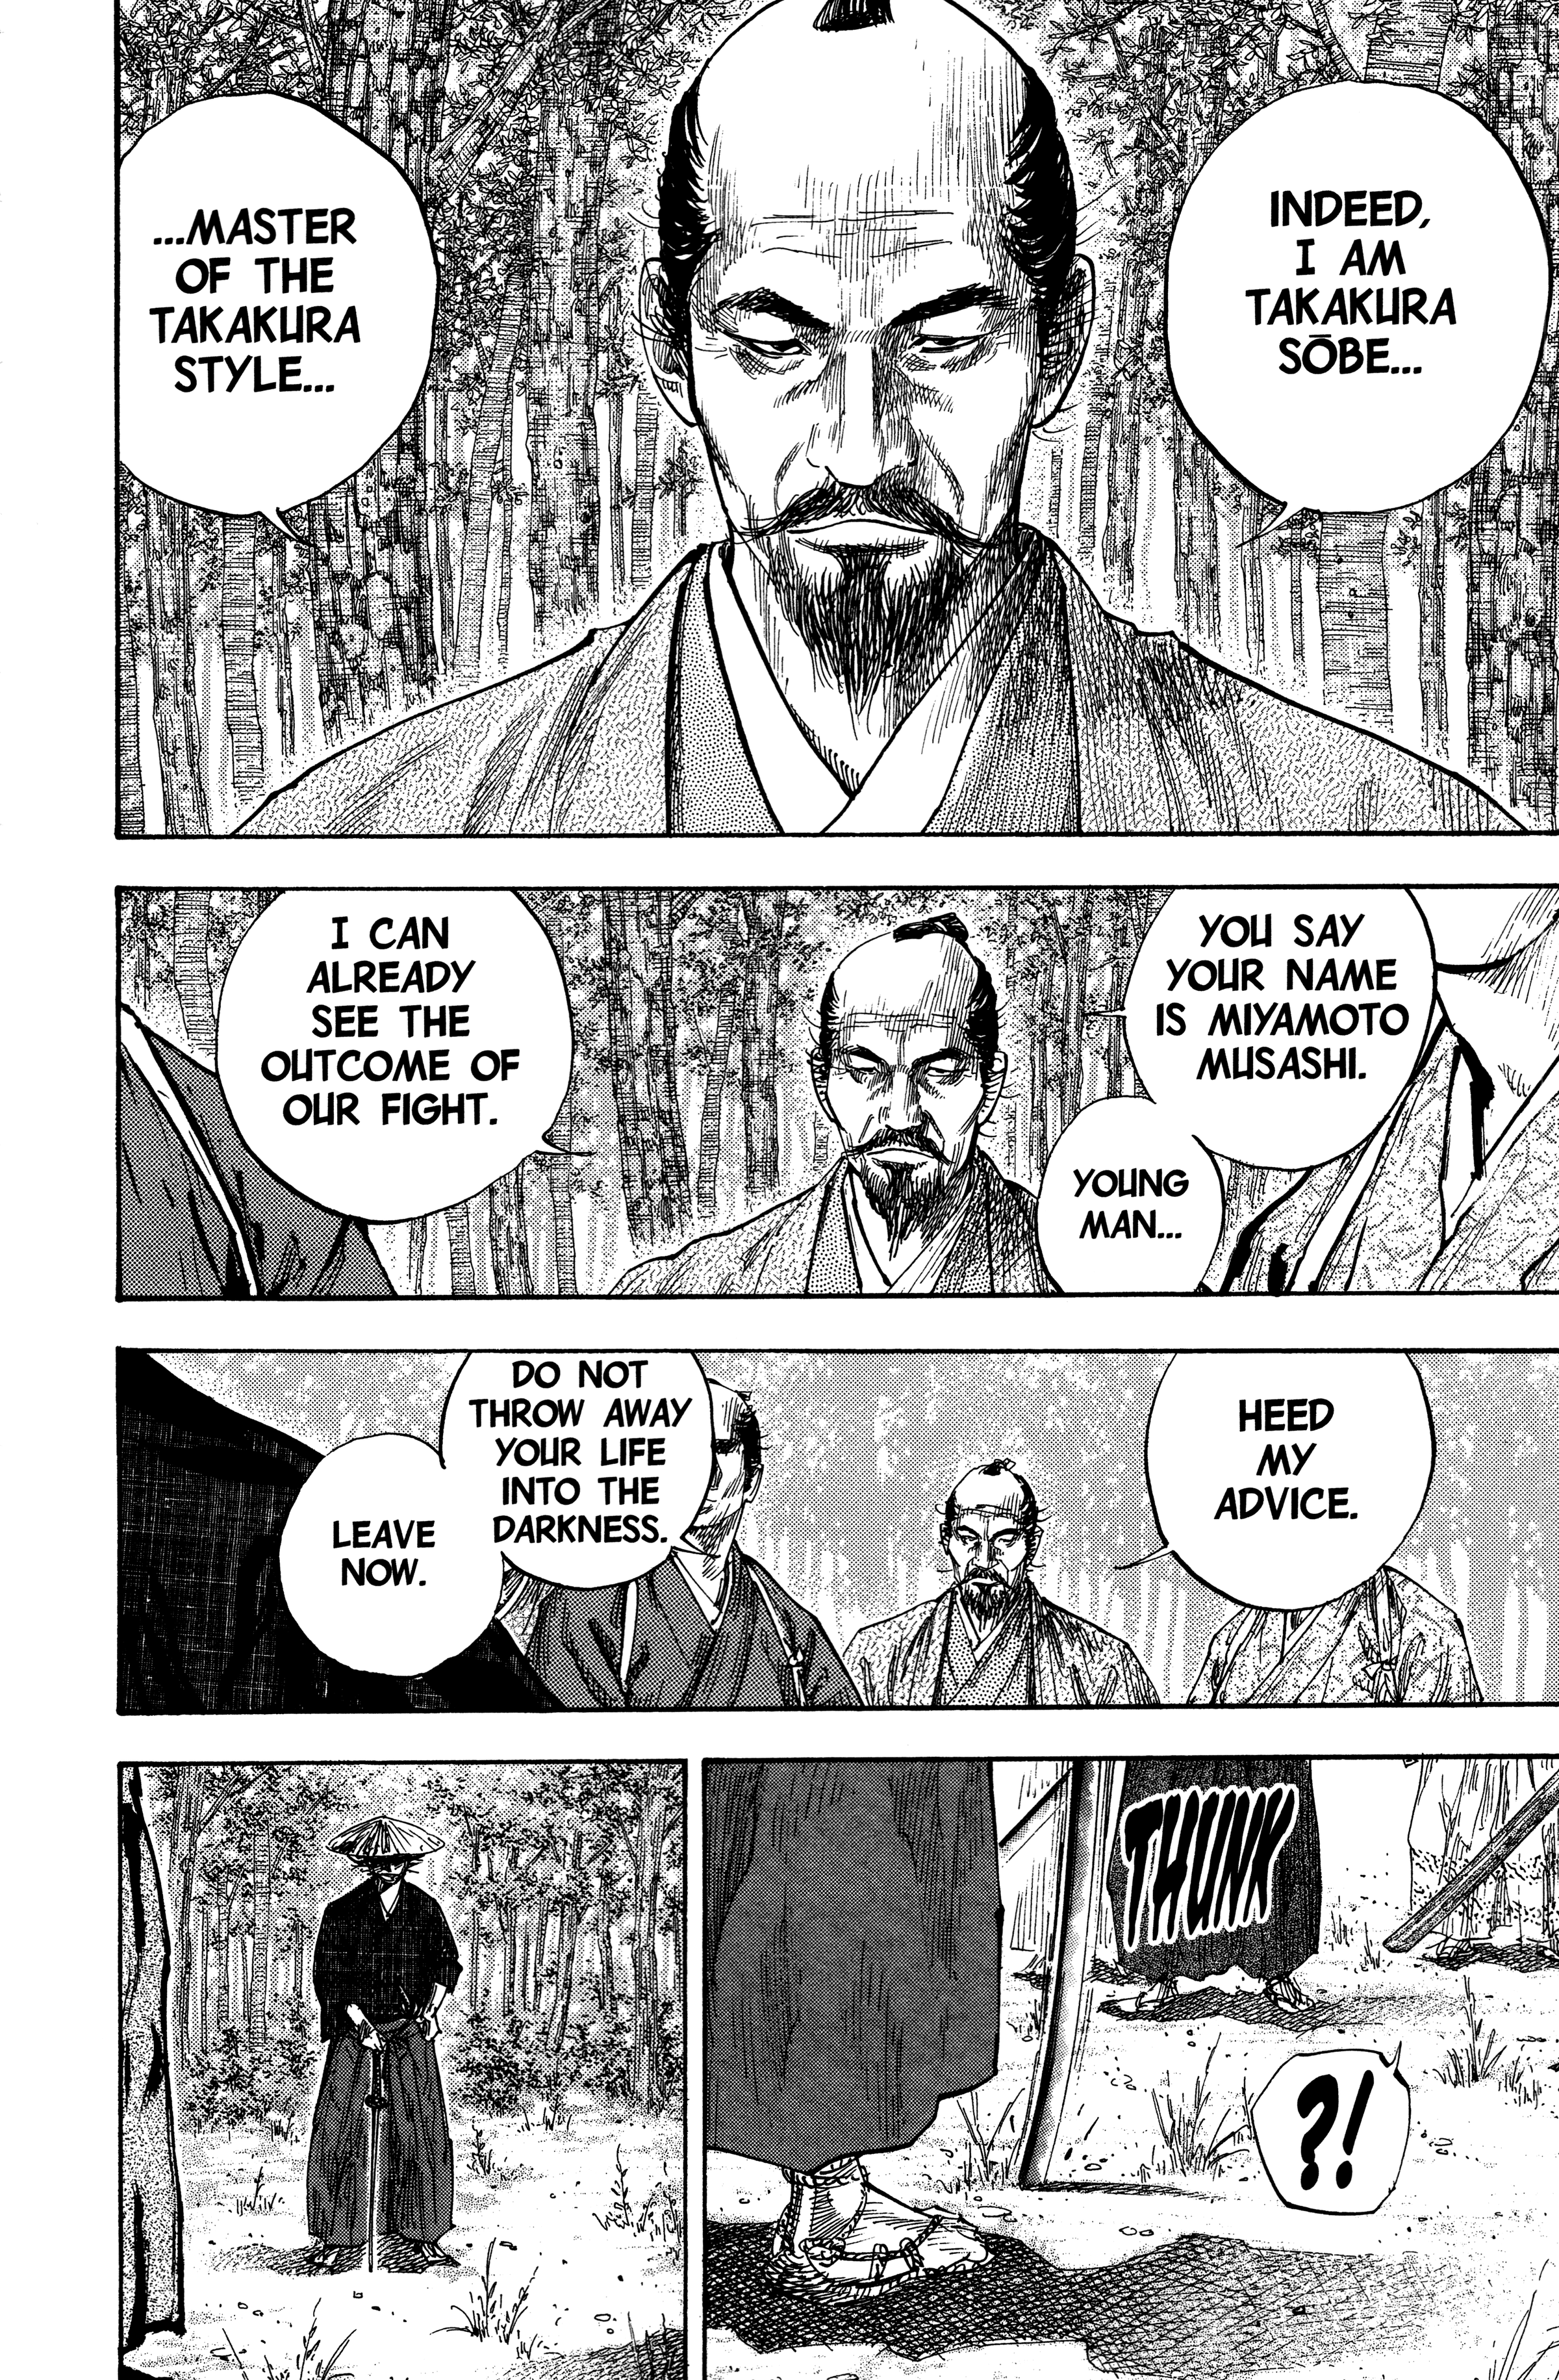 INDEED,
I AM
TAKAKURA
SŌBE...
...MASTER
OF THE
TAKAKURA
STYLE...
YOU SAY
YOUR NAME
IS MIYAMOTO
MUSASHI.
YOUNG
MAN...
I CAN
ALREADY
SEE THE
OUTCOME OF
OUR FIGHT.
HEED
MY
ADVICE.
DO NOT
THROW AWAY
YOUR LIFE
INTO THE
DARKNESS.
LEAVE
NOW.
THUNK
?!